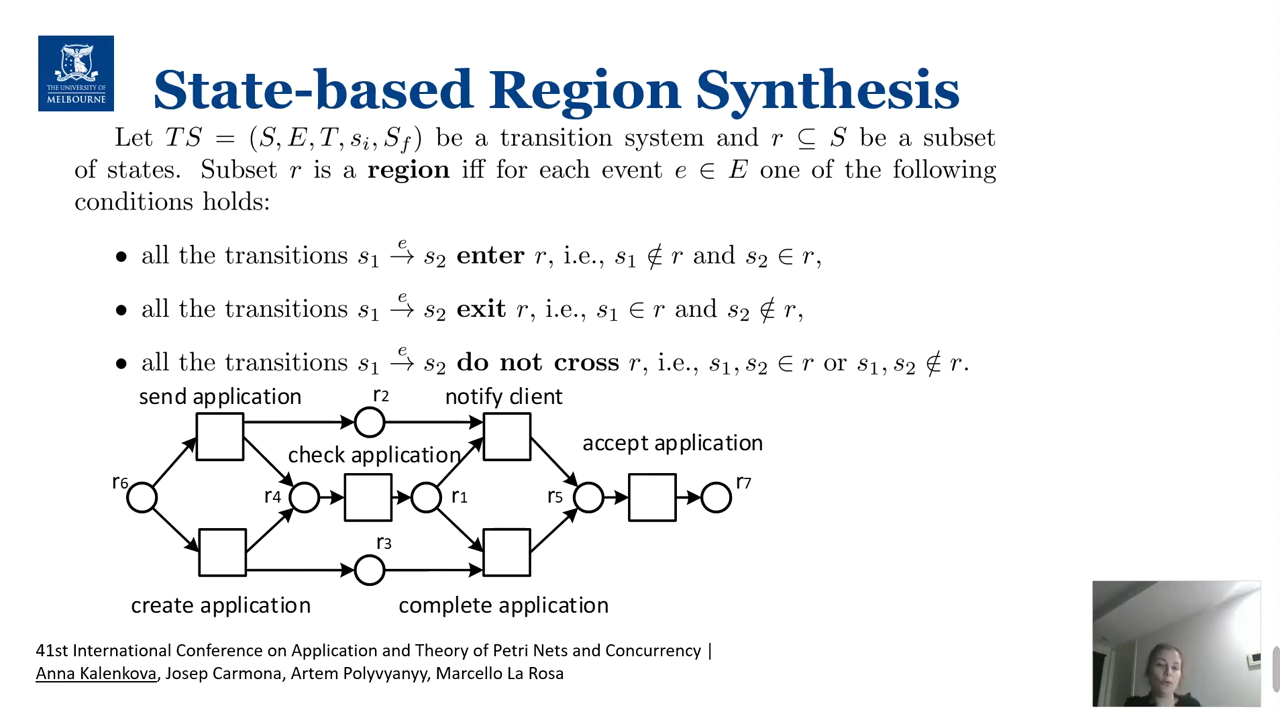 THE UNIVERSITY OF
MELBOURNE
State-based Region Synthesis
Let TS = (S, E, T, sᵢ, S_f) be a transition system and r ⊆ S be a subset
of states. Subset r is a region iff for each event e ∈ E one of the following
conditions holds:
• all the transitions s₁ →ᵉ s₂ enter r, i.e., s₁ ∉ r and s₂ ∈ r,
• all the transitions s₁ →ᵉ s₂ exit r, i.e., s₁ ∈ r and s₂ ∉ r,
• all the transitions s₁ →ᵉ s₂ do not cross r, i.e., s₁, s₂ ∈ r or s₁, s₂ ∉ r.
send application
r2
notify client
accept application
check application
r6
r4
r1
r5
r7
r3
create application
complete application
41st International Conference on Application and Theory of Petri Nets and Concurrency |
Anna Kalenkova, Josep Carmona, Artem Polyvyanyy, Marcello La Rosa